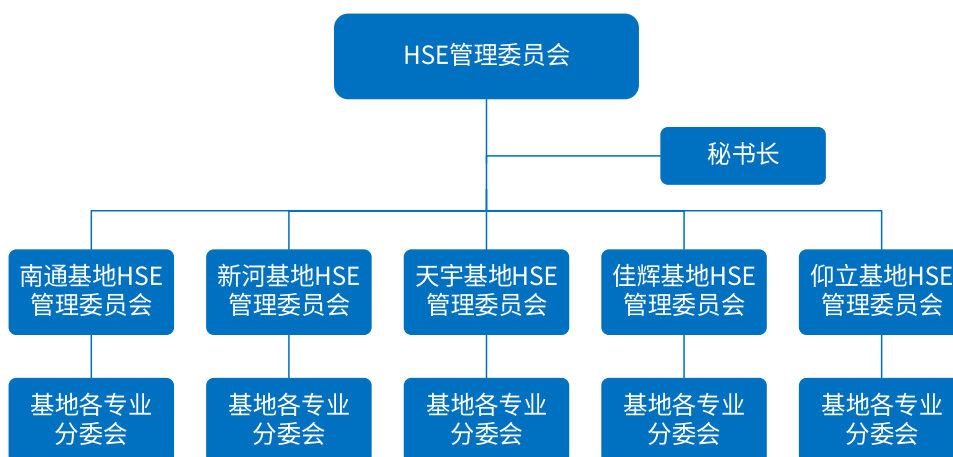 HSE管理委员会
秘书长
南通基地HSE
管理委员会
新河基地HSE
管理委员会
天宇基地HSE
管理委员会
佳辉基地HSE
管理委员会
仰立基地HSE
管理委员会
基地各专业
分委会
基地各专业
分委会
基地各专业
分委会
基地各专业
分委会
基地各专业
分委会